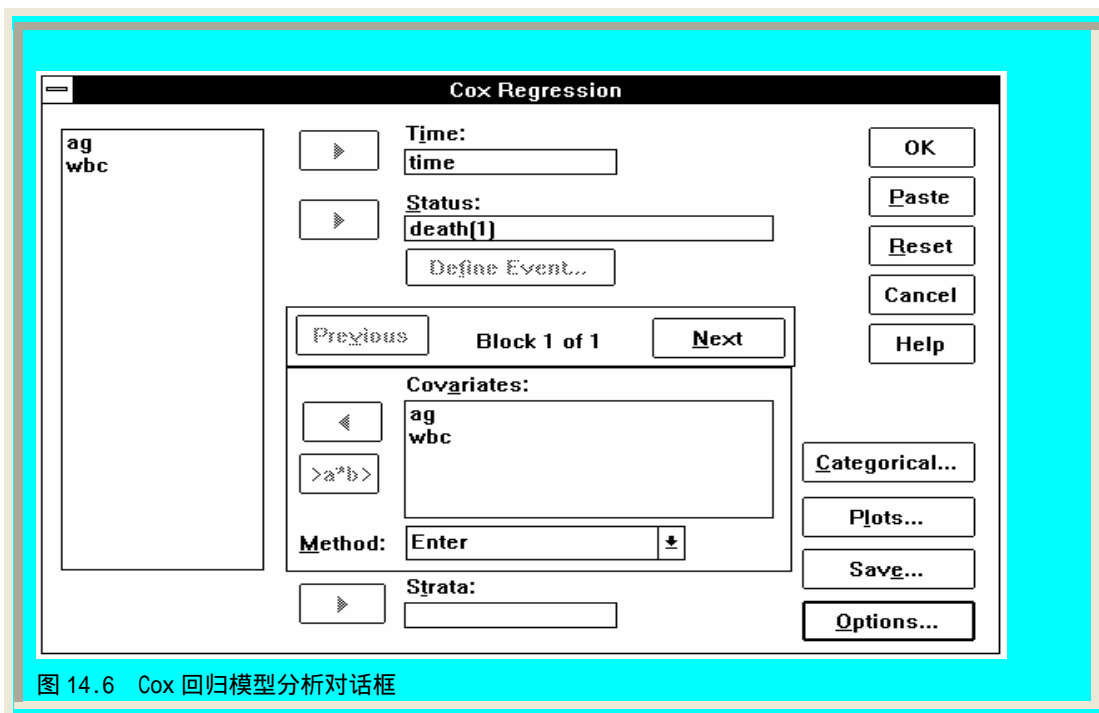 Cox Regression
ag
wbc
Time:
time
Status:
death(1)
Define Event...
Previous
Block 1 of 1
Next
Covariates:
ag
wbc
>a*b>
Method:
Enter
Strata:
OK
Paste
Reset
Cancel
Help
Categorical...
Plots...
Save...
Options...
图 14.6 Cox 回归模型分析对话框